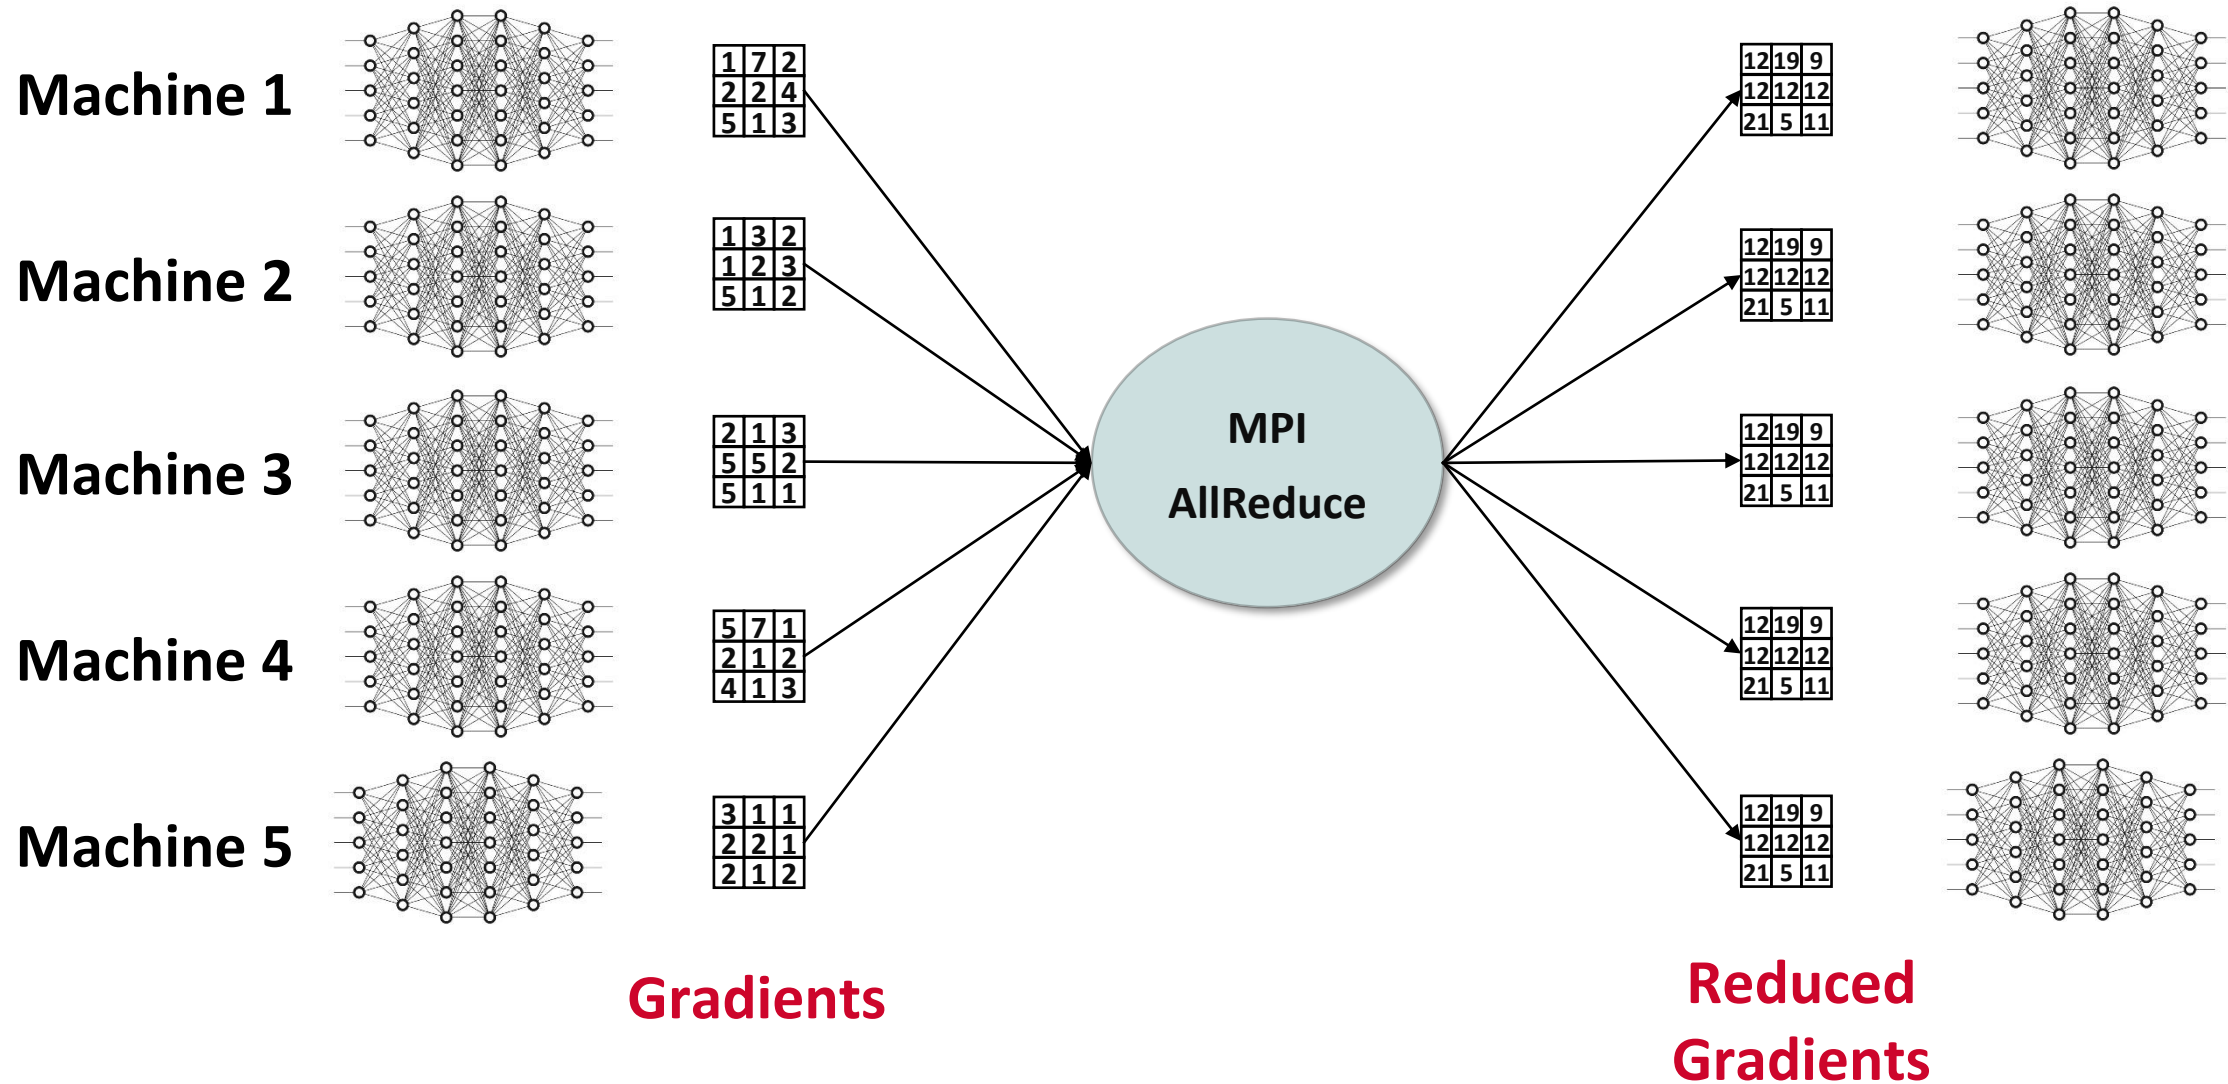 Machine 1
1 7 2
2 2 4
5 1 3
12 19 9
12 12 12
21 5 11
Machine 2
1 3 2
1 2 3
5 1 2
12 19 9
12 12 12
21 5 11
Machine 3
2 1 3
5 5 2
5 1 1
MPI
AllReduce
12 19 9
12 12 12
21 5 11
Machine 4
5 7 1
2 1 2
4 1 3
12 19 9
12 12 12
21 5 11
Machine 5
3 1 1
2 2 1
2 1 2
12 19 9
12 12 12
21 5 11
Gradients
Reduced
Gradients